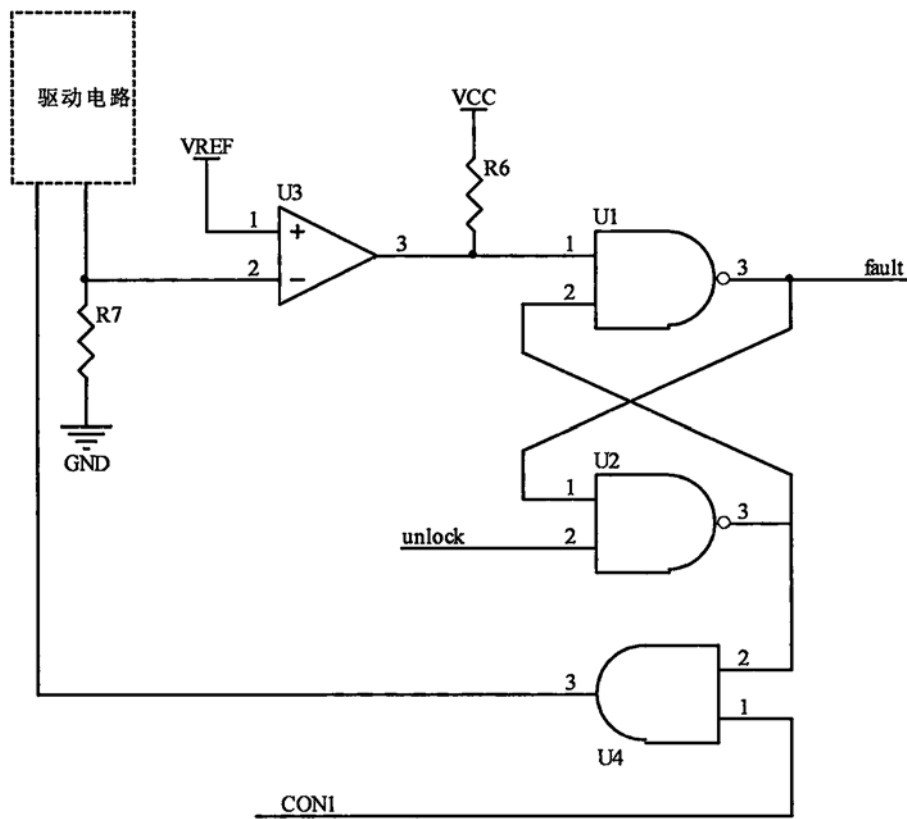 驱动电路
VCC
VREF
R6
U3
U1
1
3
1
+
3
fault
2
−
2
R7
GND
U2
1
3
unlock
2
2
3
1
U4
CON1